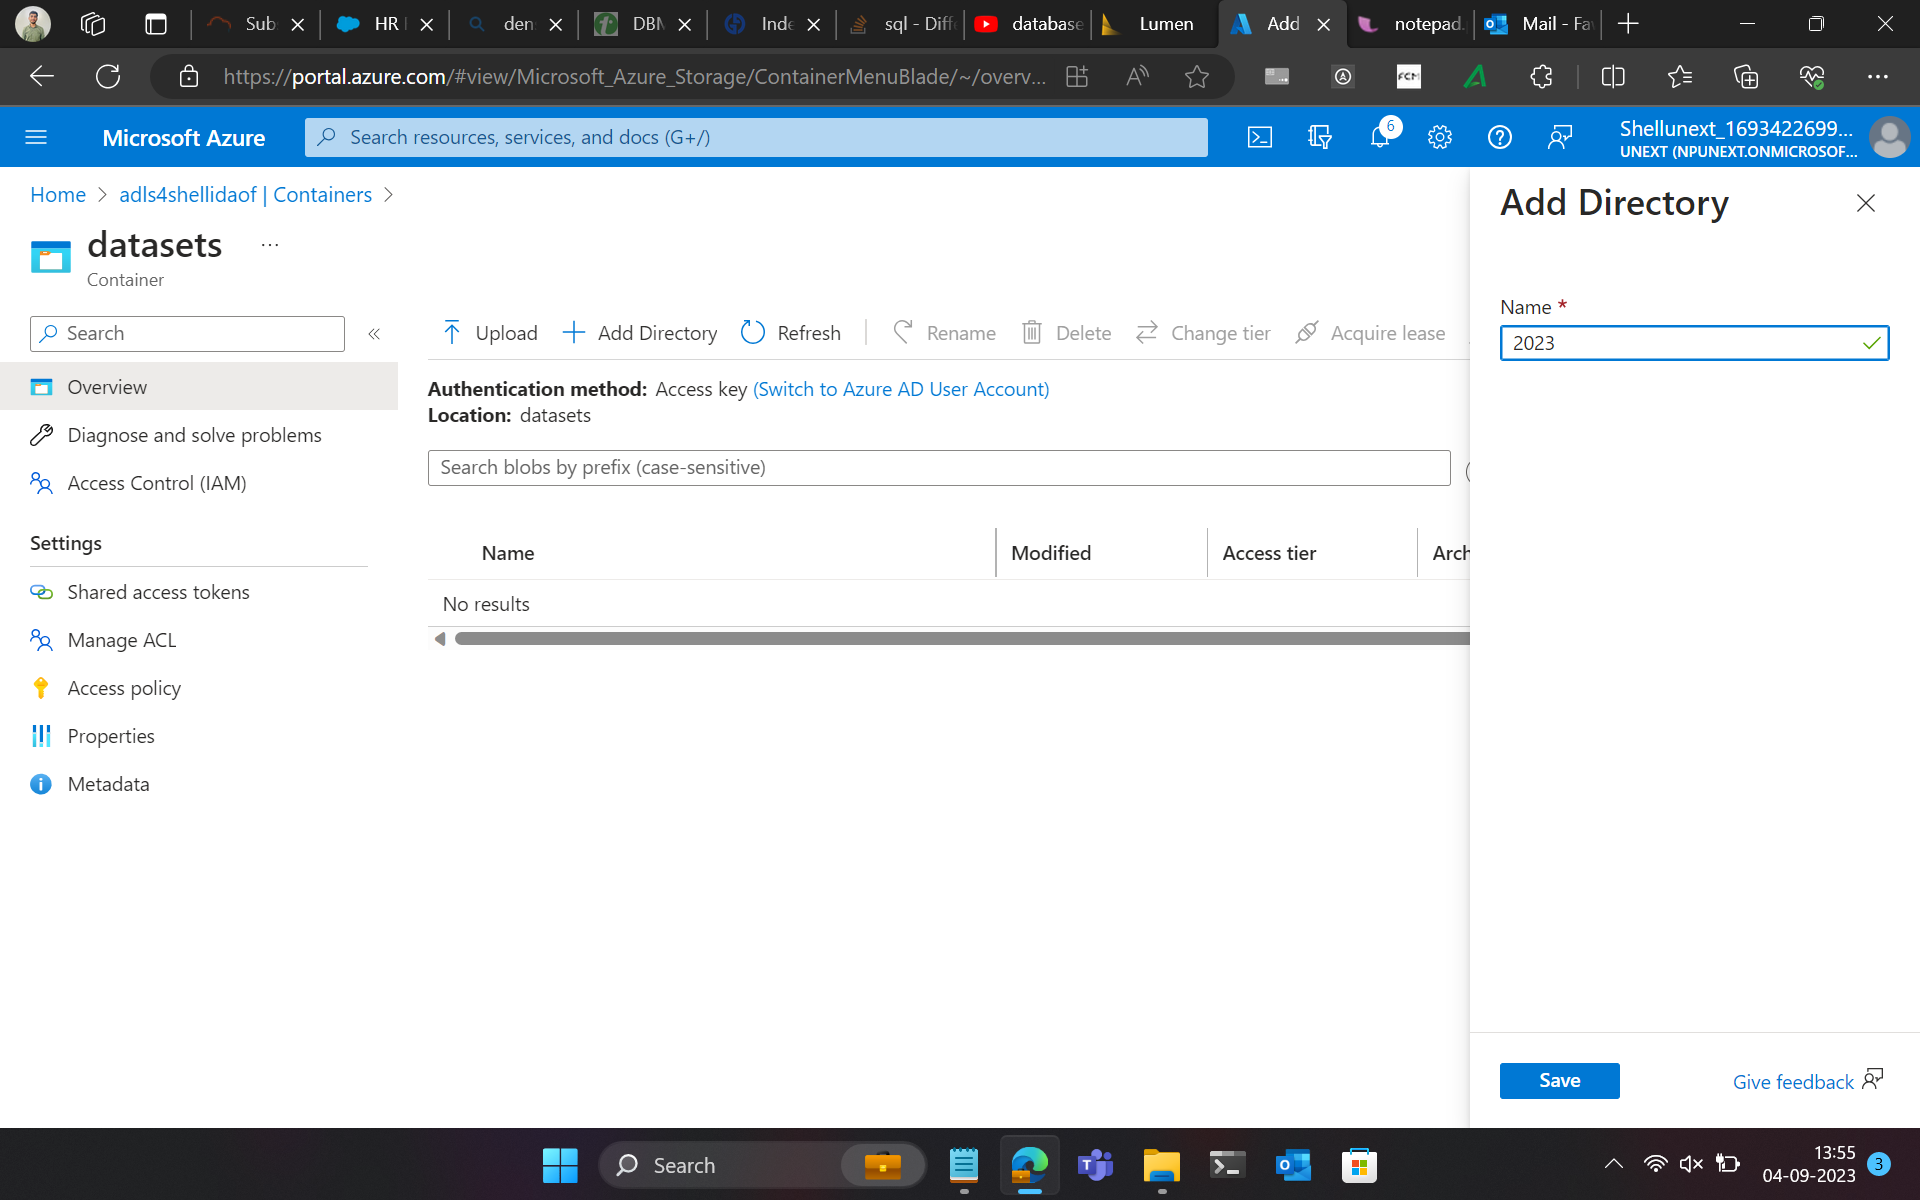 Sub
HR
den
DBM
Inde
sql - Diff
database
Lumen
Add
notepad.
Mail - Fa
https://portal.azure.com/#view/Microsoft_Azure_Storage/ContainerMenuBlade/~/overv...
Microsoft Azure
Search resources, services, and docs (G+/)
6
Shellunext_1693422699...
UNEXT (NPUNEXT.ONMICROSOF...
Home > adls4shellidaof | Containers >
datasets ...
Container
Search
Overview
Diagnose and solve problems
Access Control (IAM)
Settings
Shared access tokens
Manage ACL
Access policy
Properties
Metadata
Upload
Add Directory
Refresh
Rename
Delete
Change tier
Acquire lease
Authentication method: Access key (Switch to Azure AD User Account)
Location: datasets
Search blobs by prefix (case-sensitive)
Name
Modified
Access tier
Arch
No results
Add Directory
Name *
2023
Save
Give feedback
Search
13:55
04-09-2023
3